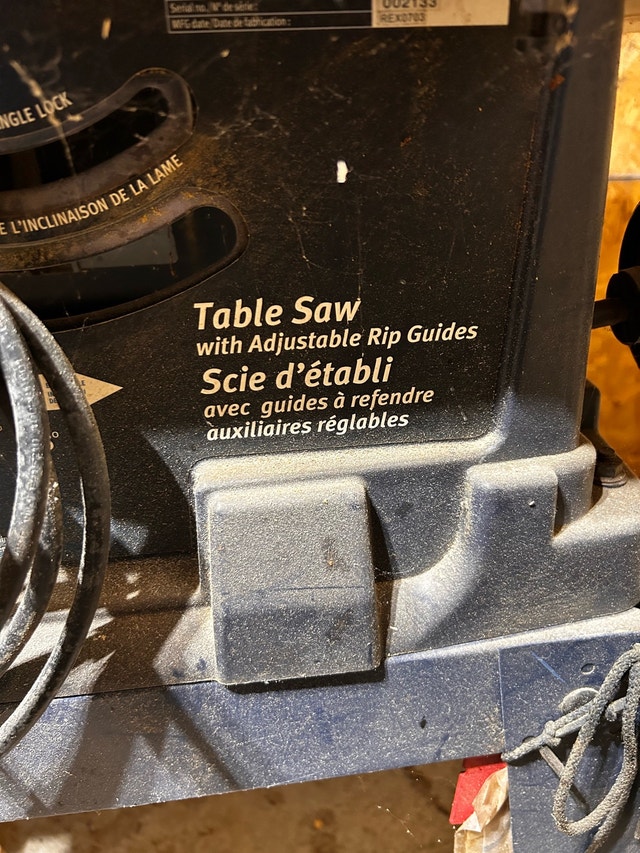 Serial no./N° de série :
002133
MFG date/Date de fabrication :
REX0703
NGLE LOCK
E L'INCLINAISON DE LA LAME
Table Saw
with Adjustable Rip Guides
Scie d'établi
avec guides à refendre
auxiliaires réglables